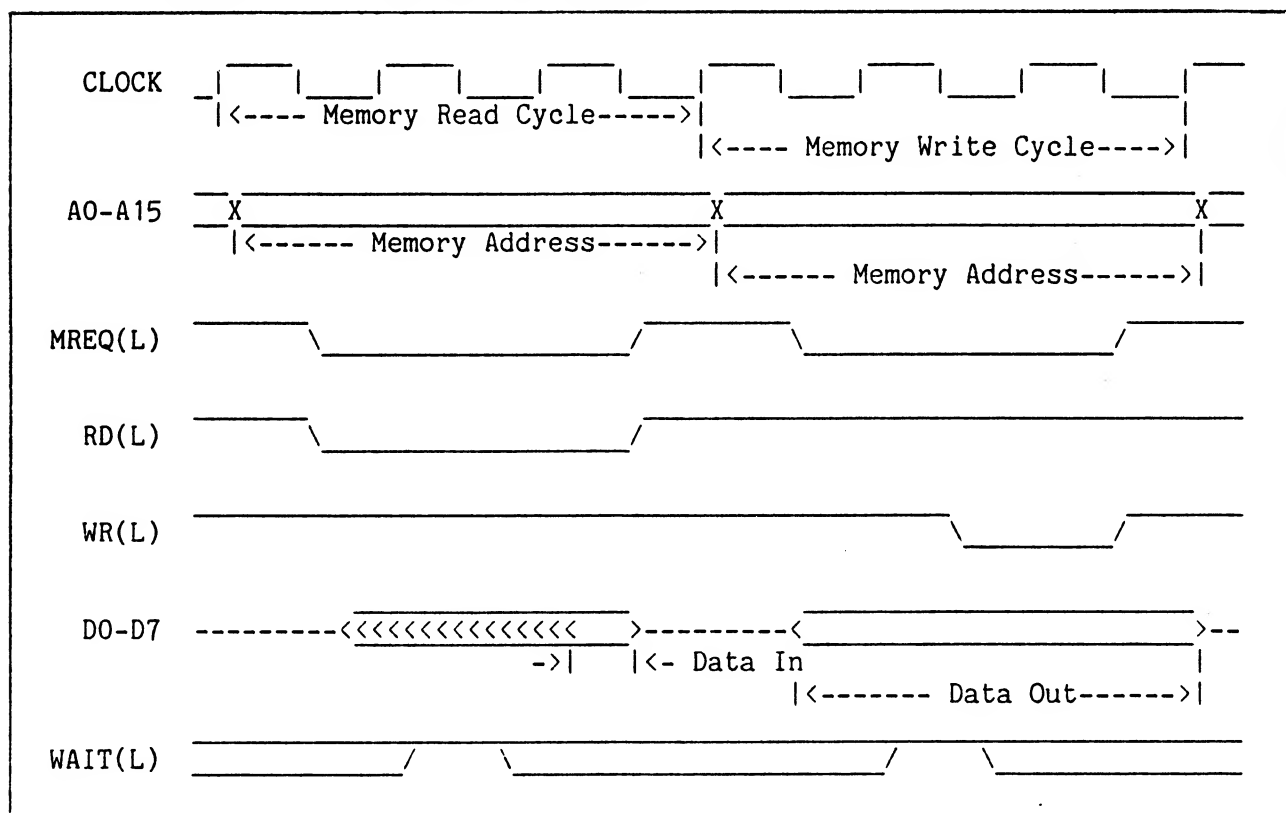 CLOCK
|<---- Memory Read Cycle----->|
|<---- Memory Write Cycle---->|
A0-A15 X X X
|<------ Memory Address------>|
|<------ Memory Address------>|
MREQ(L)
RD(L)
WR(L)
D0-D7 ---------<<<<<<<<<<<<<<< >----------< >--
->| |<- Data In
|<------- Data Out------>|
WAIT(L)